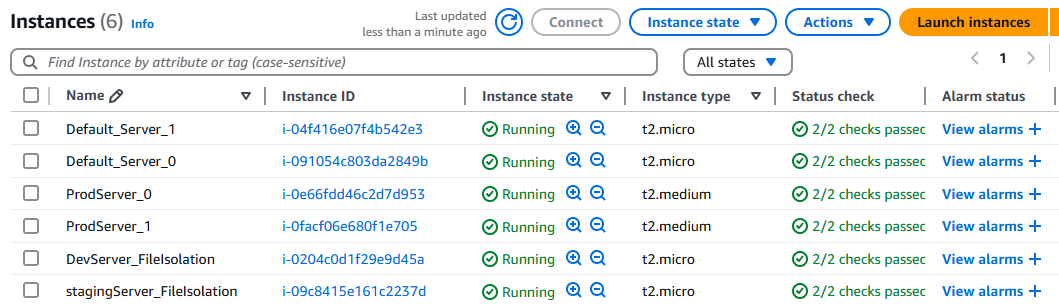 Instances (6) Info Last updated less than a minute ago Connect Instance state Actions Launch instances
Find Instance by attribute or tag (case-sensitive) All states 1
Name Instance ID Instance state Instance type Status check Alarm status
Default_Server_1 i-04f416e07f4b542e3 Running t2.micro 2/2 checks passec View alarms +
Default_Server_0 i-091054c803da2849b Running t2.micro 2/2 checks passec View alarms +
ProdServer_0 i-0e66fdd46c2d7d953 Running t2.medium 2/2 checks passec View alarms +
ProdServer_1 i-0facf06e680f1e705 Running t2.medium 2/2 checks passec View alarms +
DevServer_FileIsolation i-0204c0d1f29e9d45a Running t2.micro 2/2 checks passec View alarms +
stagingServer_FileIsolation i-09c8415e161c2237d Running t2.micro 2/2 checks passec View alarms +